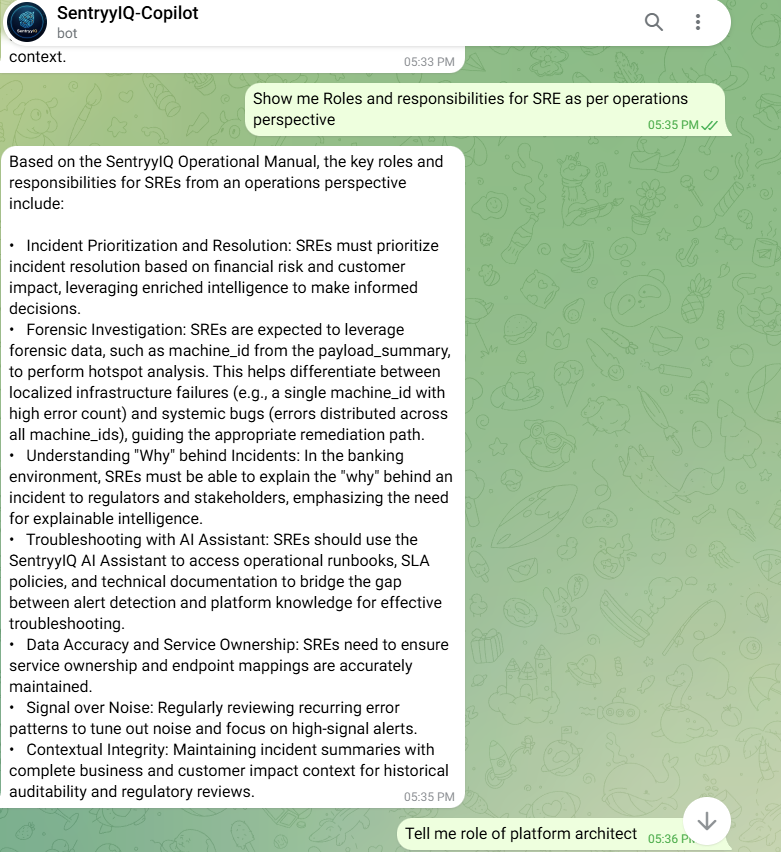 SentryyIQ-Copilot
bot
context.
05:33 PM
Show me Roles and responsibilities for SRE as per operations
perspective
05:35 PM
Based on the SentryyIQ Operational Manual, the key roles and
responsibilities for SREs from an operations perspective
include:
• Incident Prioritization and Resolution: SREs must prioritize
incident resolution based on financial risk and customer
impact, leveraging enriched intelligence to make informed
decisions.
• Forensic Investigation: SREs are expected to leverage
forensic data, such as machine_id from the payload_summary,
to perform hotspot analysis. This helps differentiate between
localized infrastructure failures (e.g., a single machine_id with
high error count) and systemic bugs (errors distributed across
all machine_ids), guiding the appropriate remediation path.
• Understanding "Why" behind Incidents: In the banking
environment, SREs must be able to explain the "why" behind an
incident to regulators and stakeholders, emphasizing the need
for explainable intelligence.
• Troubleshooting with AI Assistant: SREs should use the
SentryyIQ AI Assistant to access operational runbooks, SLA
policies, and technical documentation to bridge the gap
between alert detection and platform knowledge for effective
troubleshooting.
• Data Accuracy and Service Ownership: SREs need to ensure
service ownership and endpoint mappings are accurately
maintained.
• Signal over Noise: Regularly reviewing recurring error
patterns to tune out noise and focus on high-signal alerts.
• Contextual Integrity: Maintaining incident summaries with
complete business and customer impact context for historical
auditability and regulatory reviews.
05:35 PM
Tell me role of platform architect
05:36